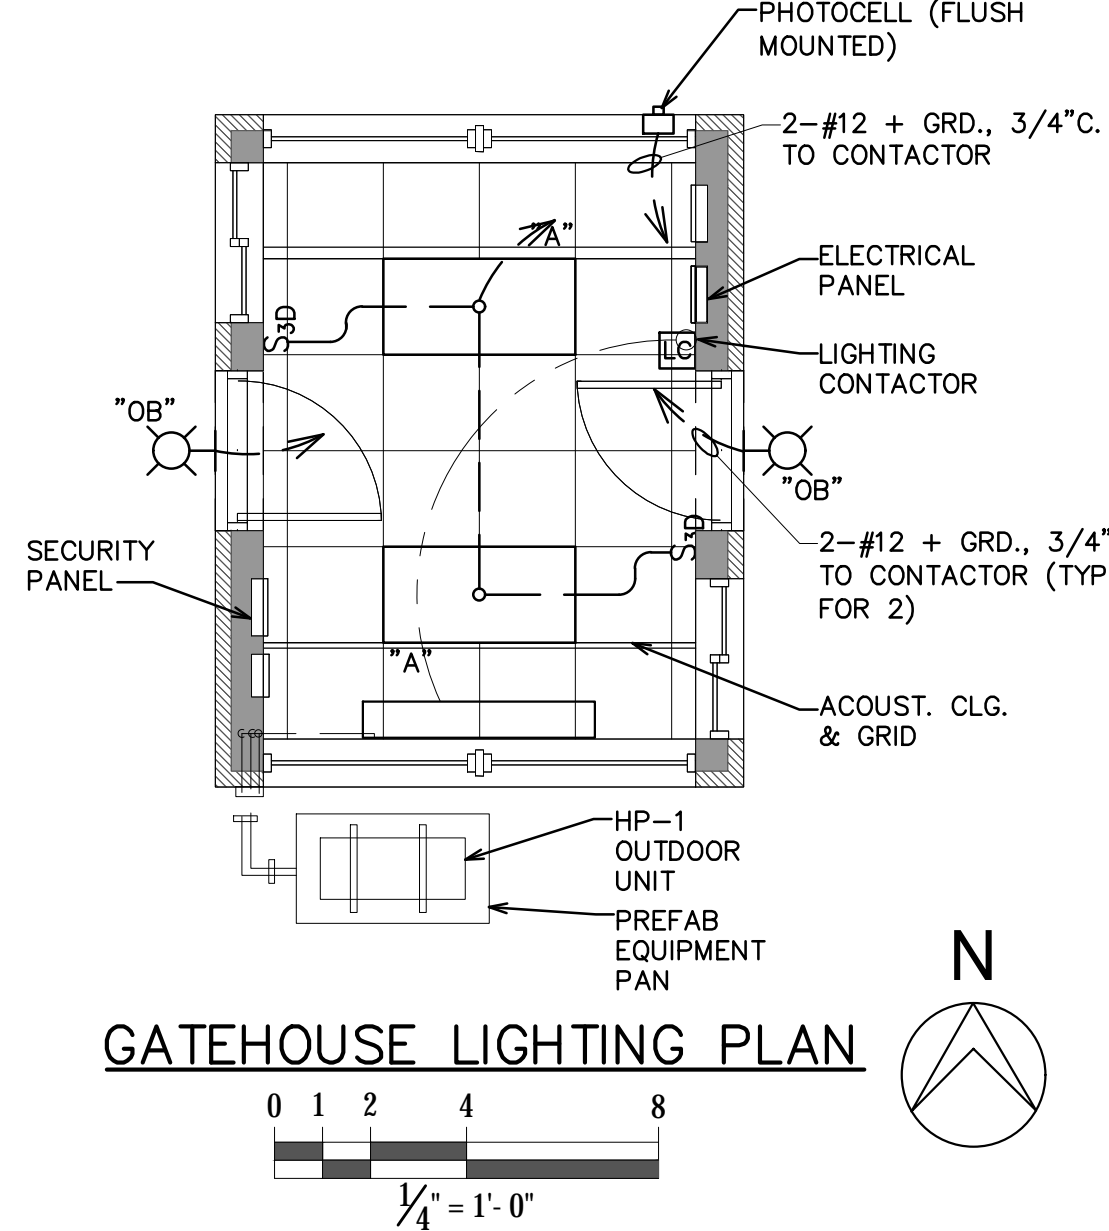 PHOTOCELL (FLUSH
MOUNTED)
2-#12 + GRD., 3/4"C.
TO CONTACTOR
"A"
ELECTRICAL
PANEL
S3D
LC
LIGHTING
CONTACTOR
"OB"
"OB"
S3D
2-#12 + GRD., 3/4"
TO CONTACTOR (TYP
FOR 2)
SECURITY
PANEL
"A"
ACOUST. CLG.
& GRID
HP-1
OUTDOOR
UNIT
PREFAB
EQUIPMENT
PAN
N
GATEHOUSE LIGHTING PLAN
0 1 2 4 8
1/4" = 1'- 0"